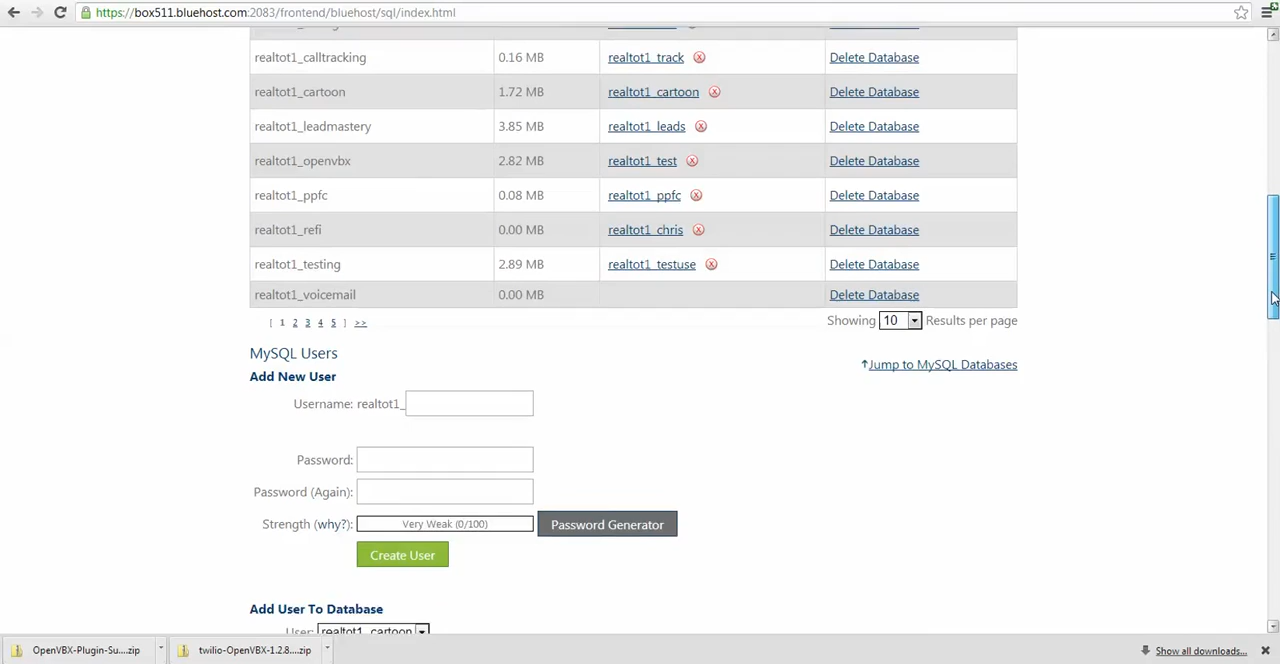 https://box511.bluehost.com:2083/frontend/bluehost/sql/index.html
realtot1_calltracking 0.16 MB realtot1_track Delete Database
realtot1_cartoon 1.72 MB realtot1_cartoon Delete Database
realtot1_leadmastery 3.85 MB realtot1_leads Delete Database
realtot1_openvbx 2.82 MB realtot1_test Delete Database
realtot1_ppfc 0.08 MB realtot1_ppfc Delete Database
realtot1_refi 0.00 MB realtot1_chris Delete Database
realtot1_testing 2.89 MB realtot1_testuse Delete Database
realtot1_voicemail 0.00 MB Delete Database
[ 1 2 3 4 5 ] >> Showing 10 Results per page
MySQL Users
↑Jump to MySQL Databases
Add New User
Username: realtot1_
Password:
Password (Again):
Strength (why?): Very Weak (0/100) Password Generator
Create User
Add User To Database
User: realtot1_cartoon
OpenVBX-Plugin-Su....zip twilio-OpenVBX-1.2.8....zip Show all downloads...